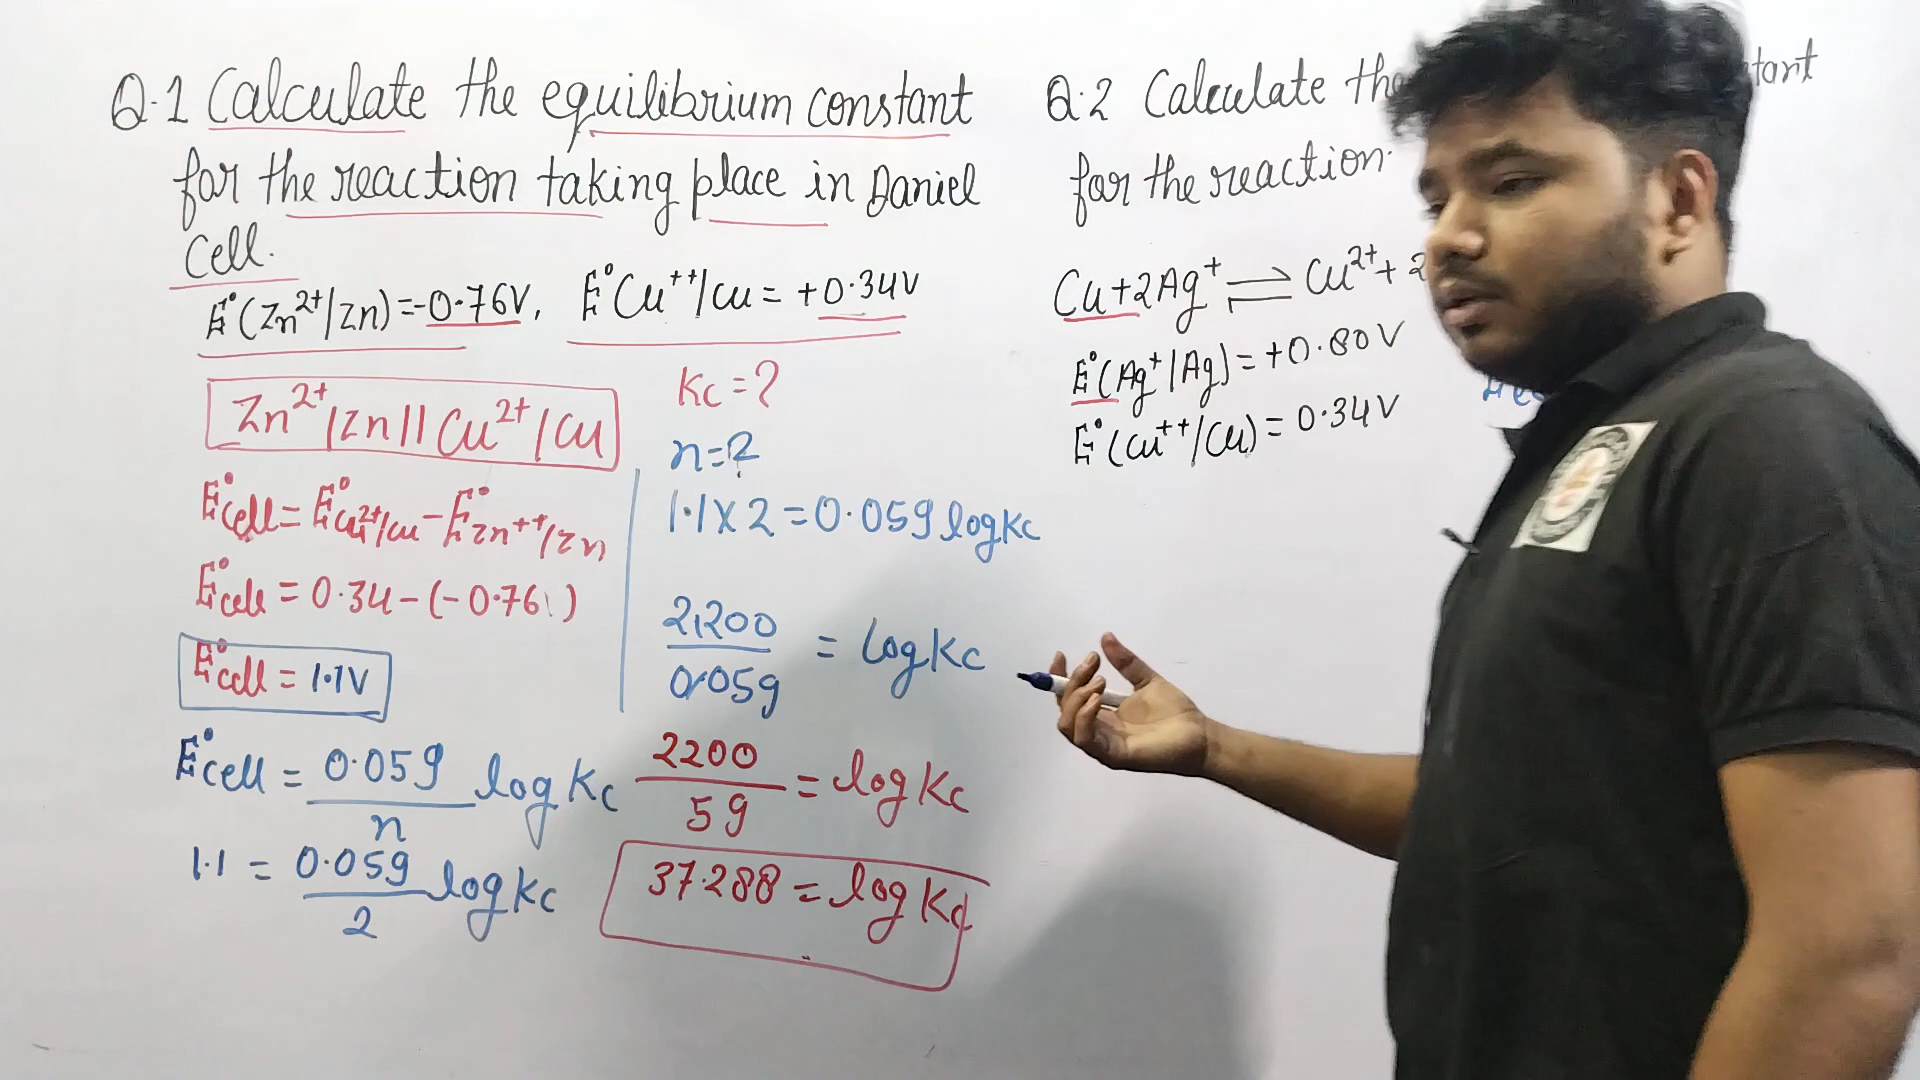 Q.1 Calculate the equilibrium constant
for the reaction taking place in Daniel
Cell.
E°(Zn²⁺/Zn)=-0.76V, E°Cu⁺⁺/Cu = +0.34V
Zn²⁺/Zn || Cu²⁺/Cu
E°cell = E°Cu²⁺/Cu - E°Zn⁺⁺/Zn
E°cell = 0.34-(-0.76)
E°cell = 1.1V
E°cell = 0.059/n log Kc
1.1 = 0.059/2 log Kc
Kc = ?
n=?
1.1 x 2 = 0.059 log Kc
2.200/0.059 = log Kc
2200/59 = log Kc
37.288 = log Kc
Q.2 Calculate the
for the reaction.
Cu+2Ag⁺ ⇌ Cu²⁺+ 2
E°(Ag⁺/Ag) = +0.80V
E°(Cu⁺⁺/Cu) = 0.34V